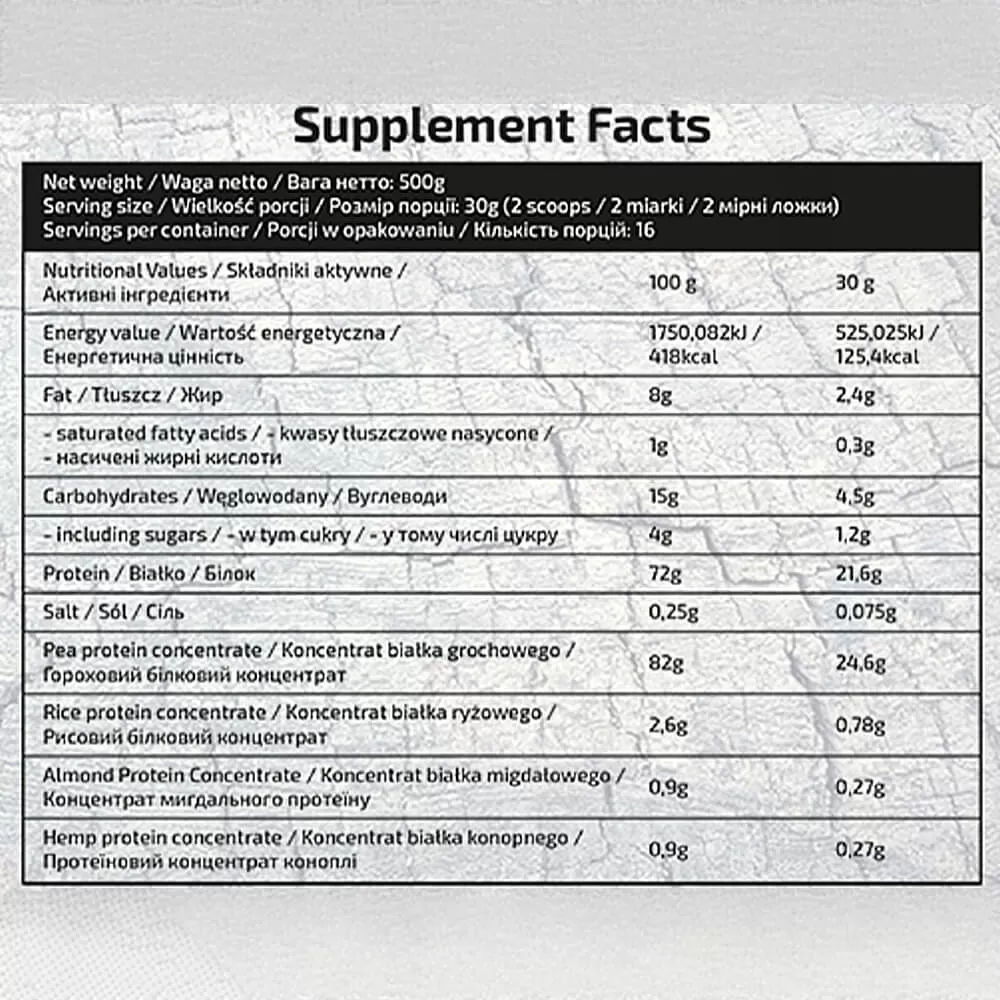 Supplement Facts
Net weight / Waga netto / Вага нетто: 500g
Serving size / Wielkość porcji / Розмір порції: 30g (2 scoops / 2 miarki / 2 мірні ложки)
Servings per container / Porcji w opakowaniu / Кількість порцій: 16
Nutritional Values / Składniki aktywne /
Активні інгредієнти
100 g
30 g
Energy value / Wartość energetyczna /
Енергетична цінність
1750,082kJ /
418kcal
525,025kJ /
125,4kcal
Fat / Tłuszcz / Жир
8g
2,4g
- saturated fatty acids / - kwasy tłuszczowe nasycone /
- насичені жирні кислоти
1g
0,3g
Carbohydrates / Węglowodany / Вуглеводи
15g
4,5g
- including sugars / - w tym cukry / - у тому числі цукру
4g
1,2g
Protein / Białko / Білок
72g
21,6g
Salt / Sól / Сіль
0,25g
0,075g
Pea protein concentrate / Koncentrat białka grochowego /
Гороховий білковий концентрат
82g
24,6g
Rice protein concentrate / Koncentrat białka ryżowego /
Рисовий білковий концентрат
2,6g
0,78g
Almond Protein Concentrate / Koncentrat białka migdałowego /
Концентрат мигдального протеїну
0,9g
0,27g
Hemp protein concentrate / Koncentrat białka konopnego /
Протеїновий концентрат коноплі
0,9g
0,27g